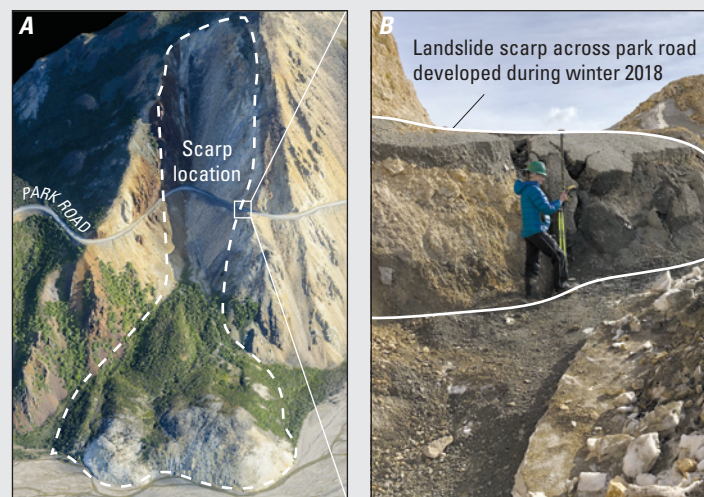 A
Scarp
location
PARK ROAD
B
Landslide scarp across park road
developed during winter 2018